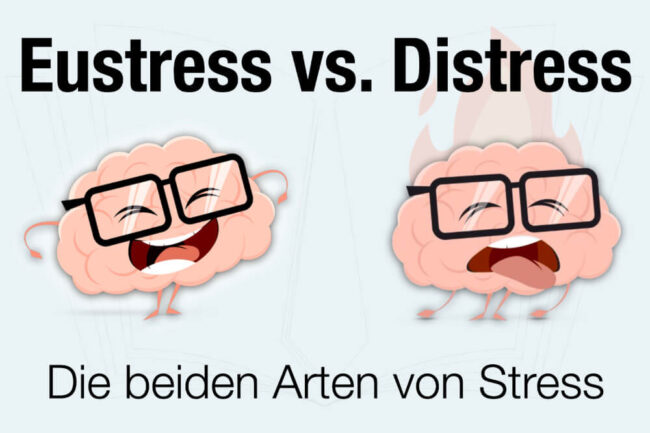 Eustress vs. Distress
Die beiden Arten von Stress